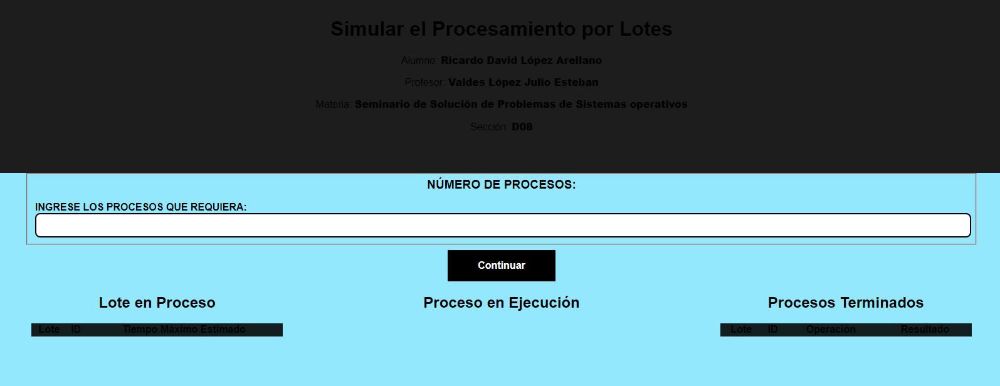 Simular el Procesamiento por Lotes
Alumno: Ricardo David López Arellano
Profesor: Valdes López Julio Esteban
Materia: Seminario de Solución de Problemas de Sistemas operativos
Sección: D08
NÚMERO DE PROCESOS:
INGRESE LOS PROCESOS QUE REQUIERA:
Continuar
Lote en Proceso
Lote ID Tiempo Máximo Estimado
Proceso en Ejecución
Procesos Terminados
Lote ID Operación Resultado